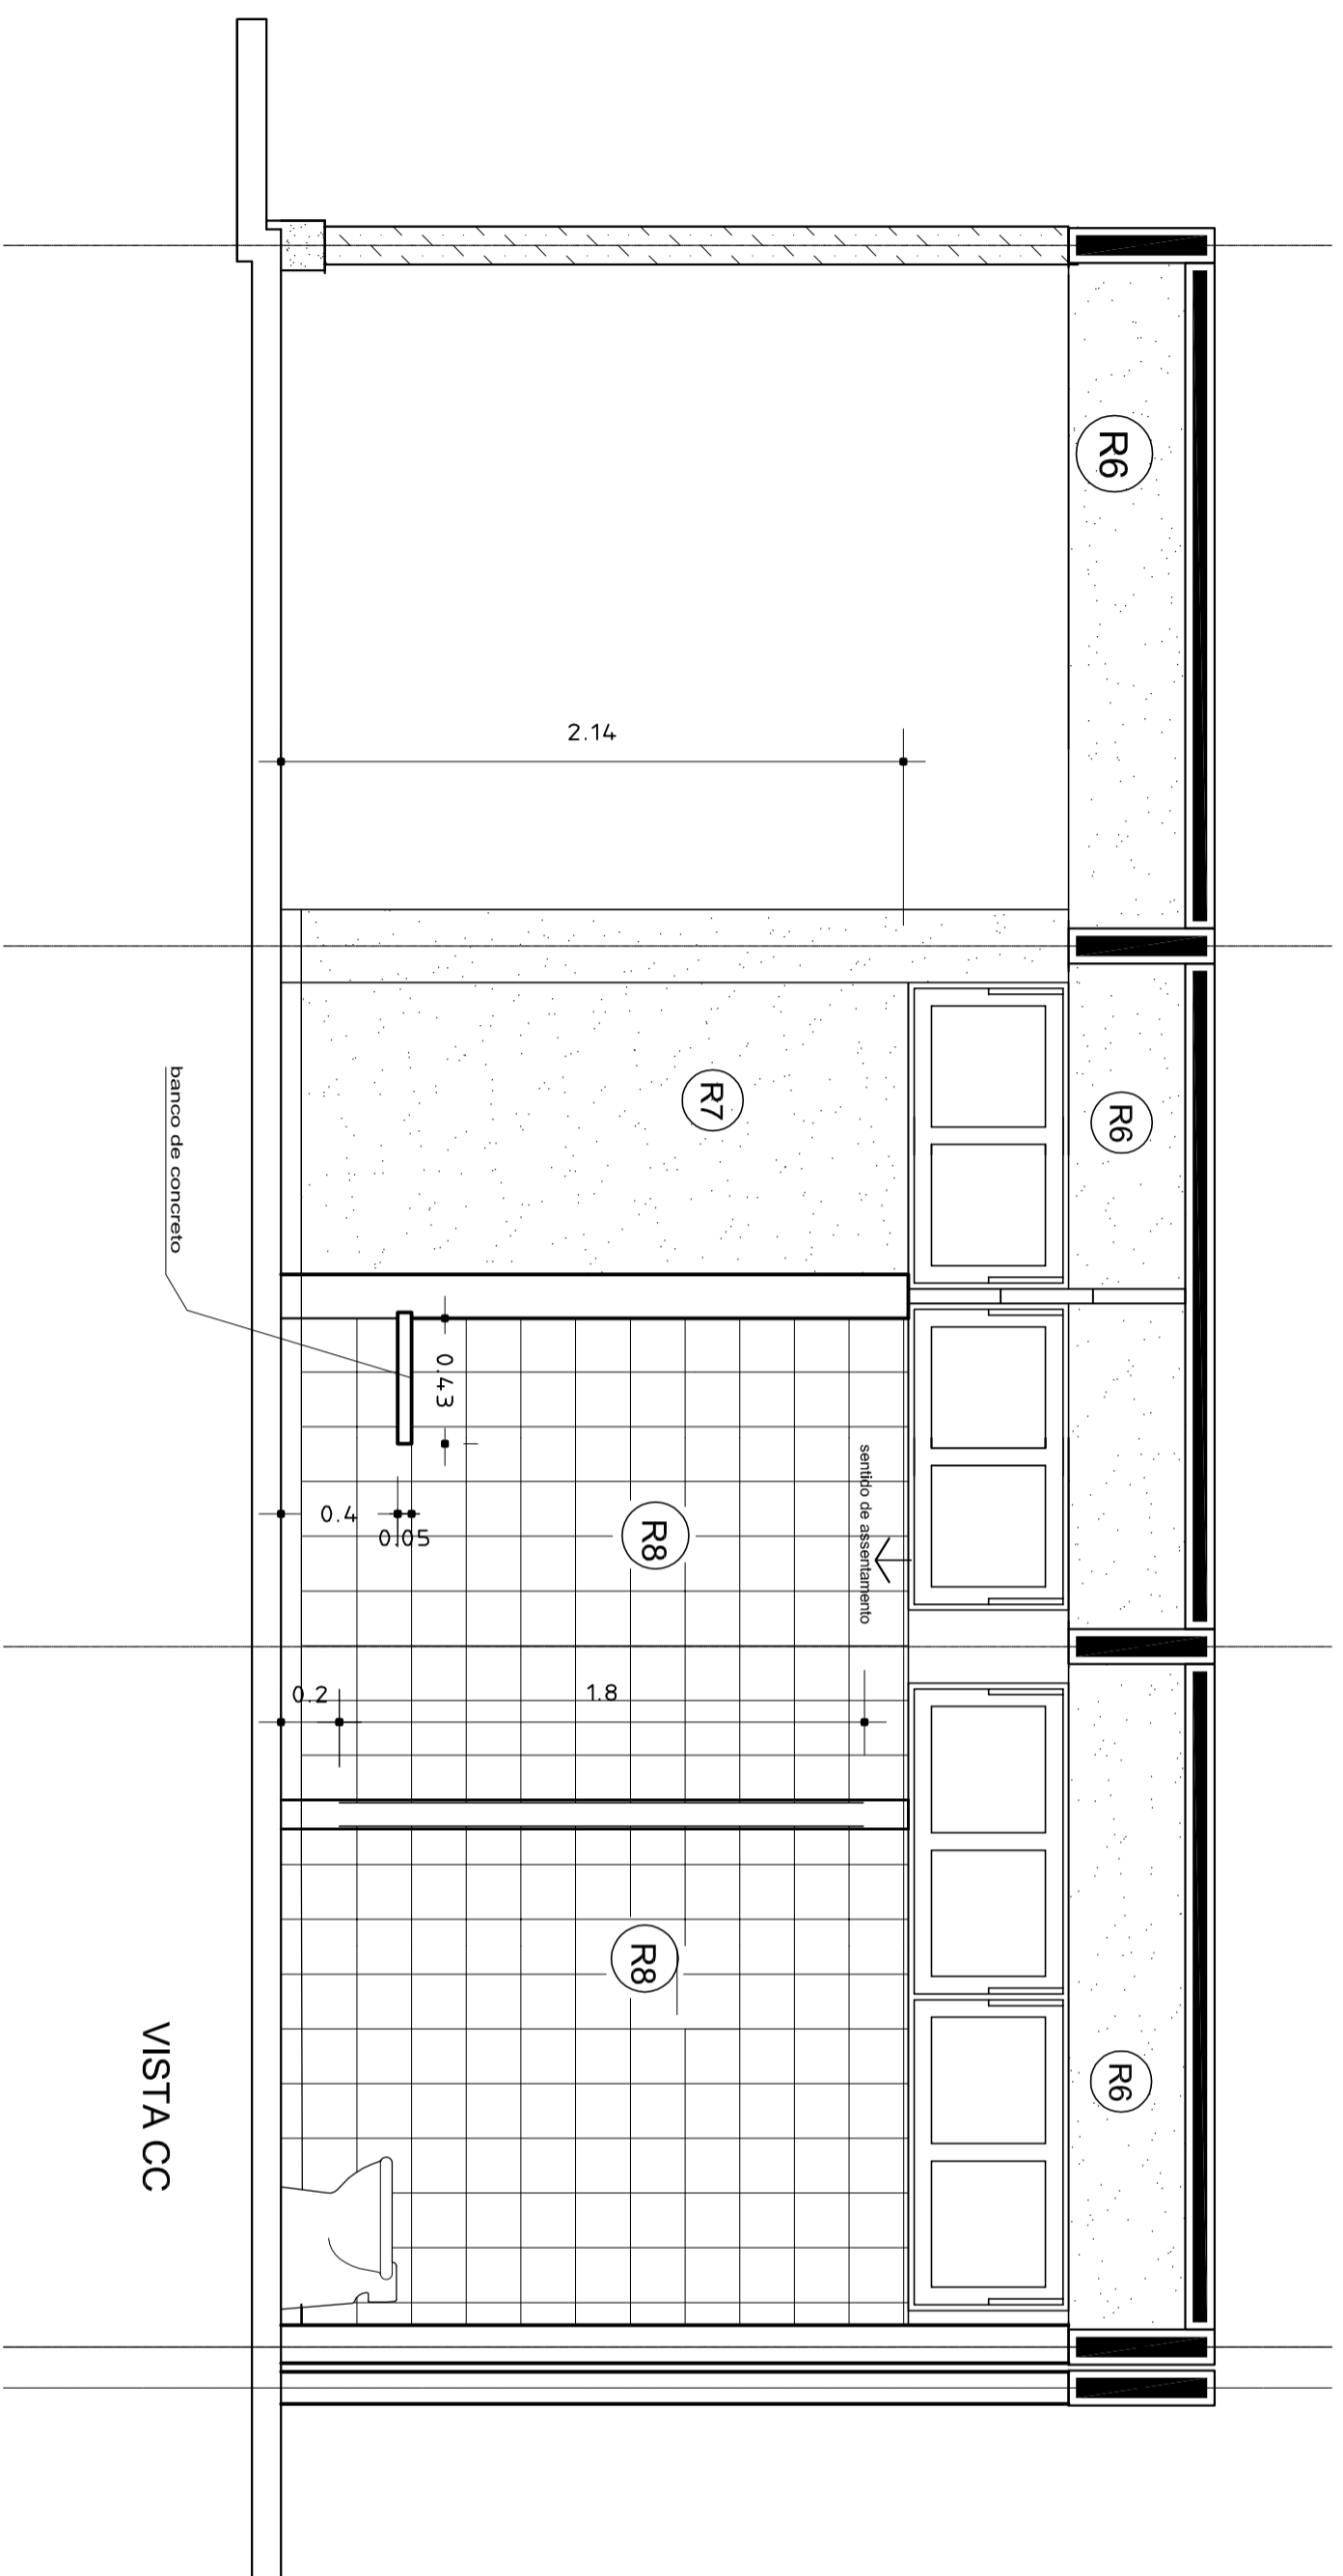 R6
R6
R6
2.14
R7
sentido de assentamento
R8
R8
0.43
0.4
0.05
0.2
1.8
banco de concreto
VISTA CC